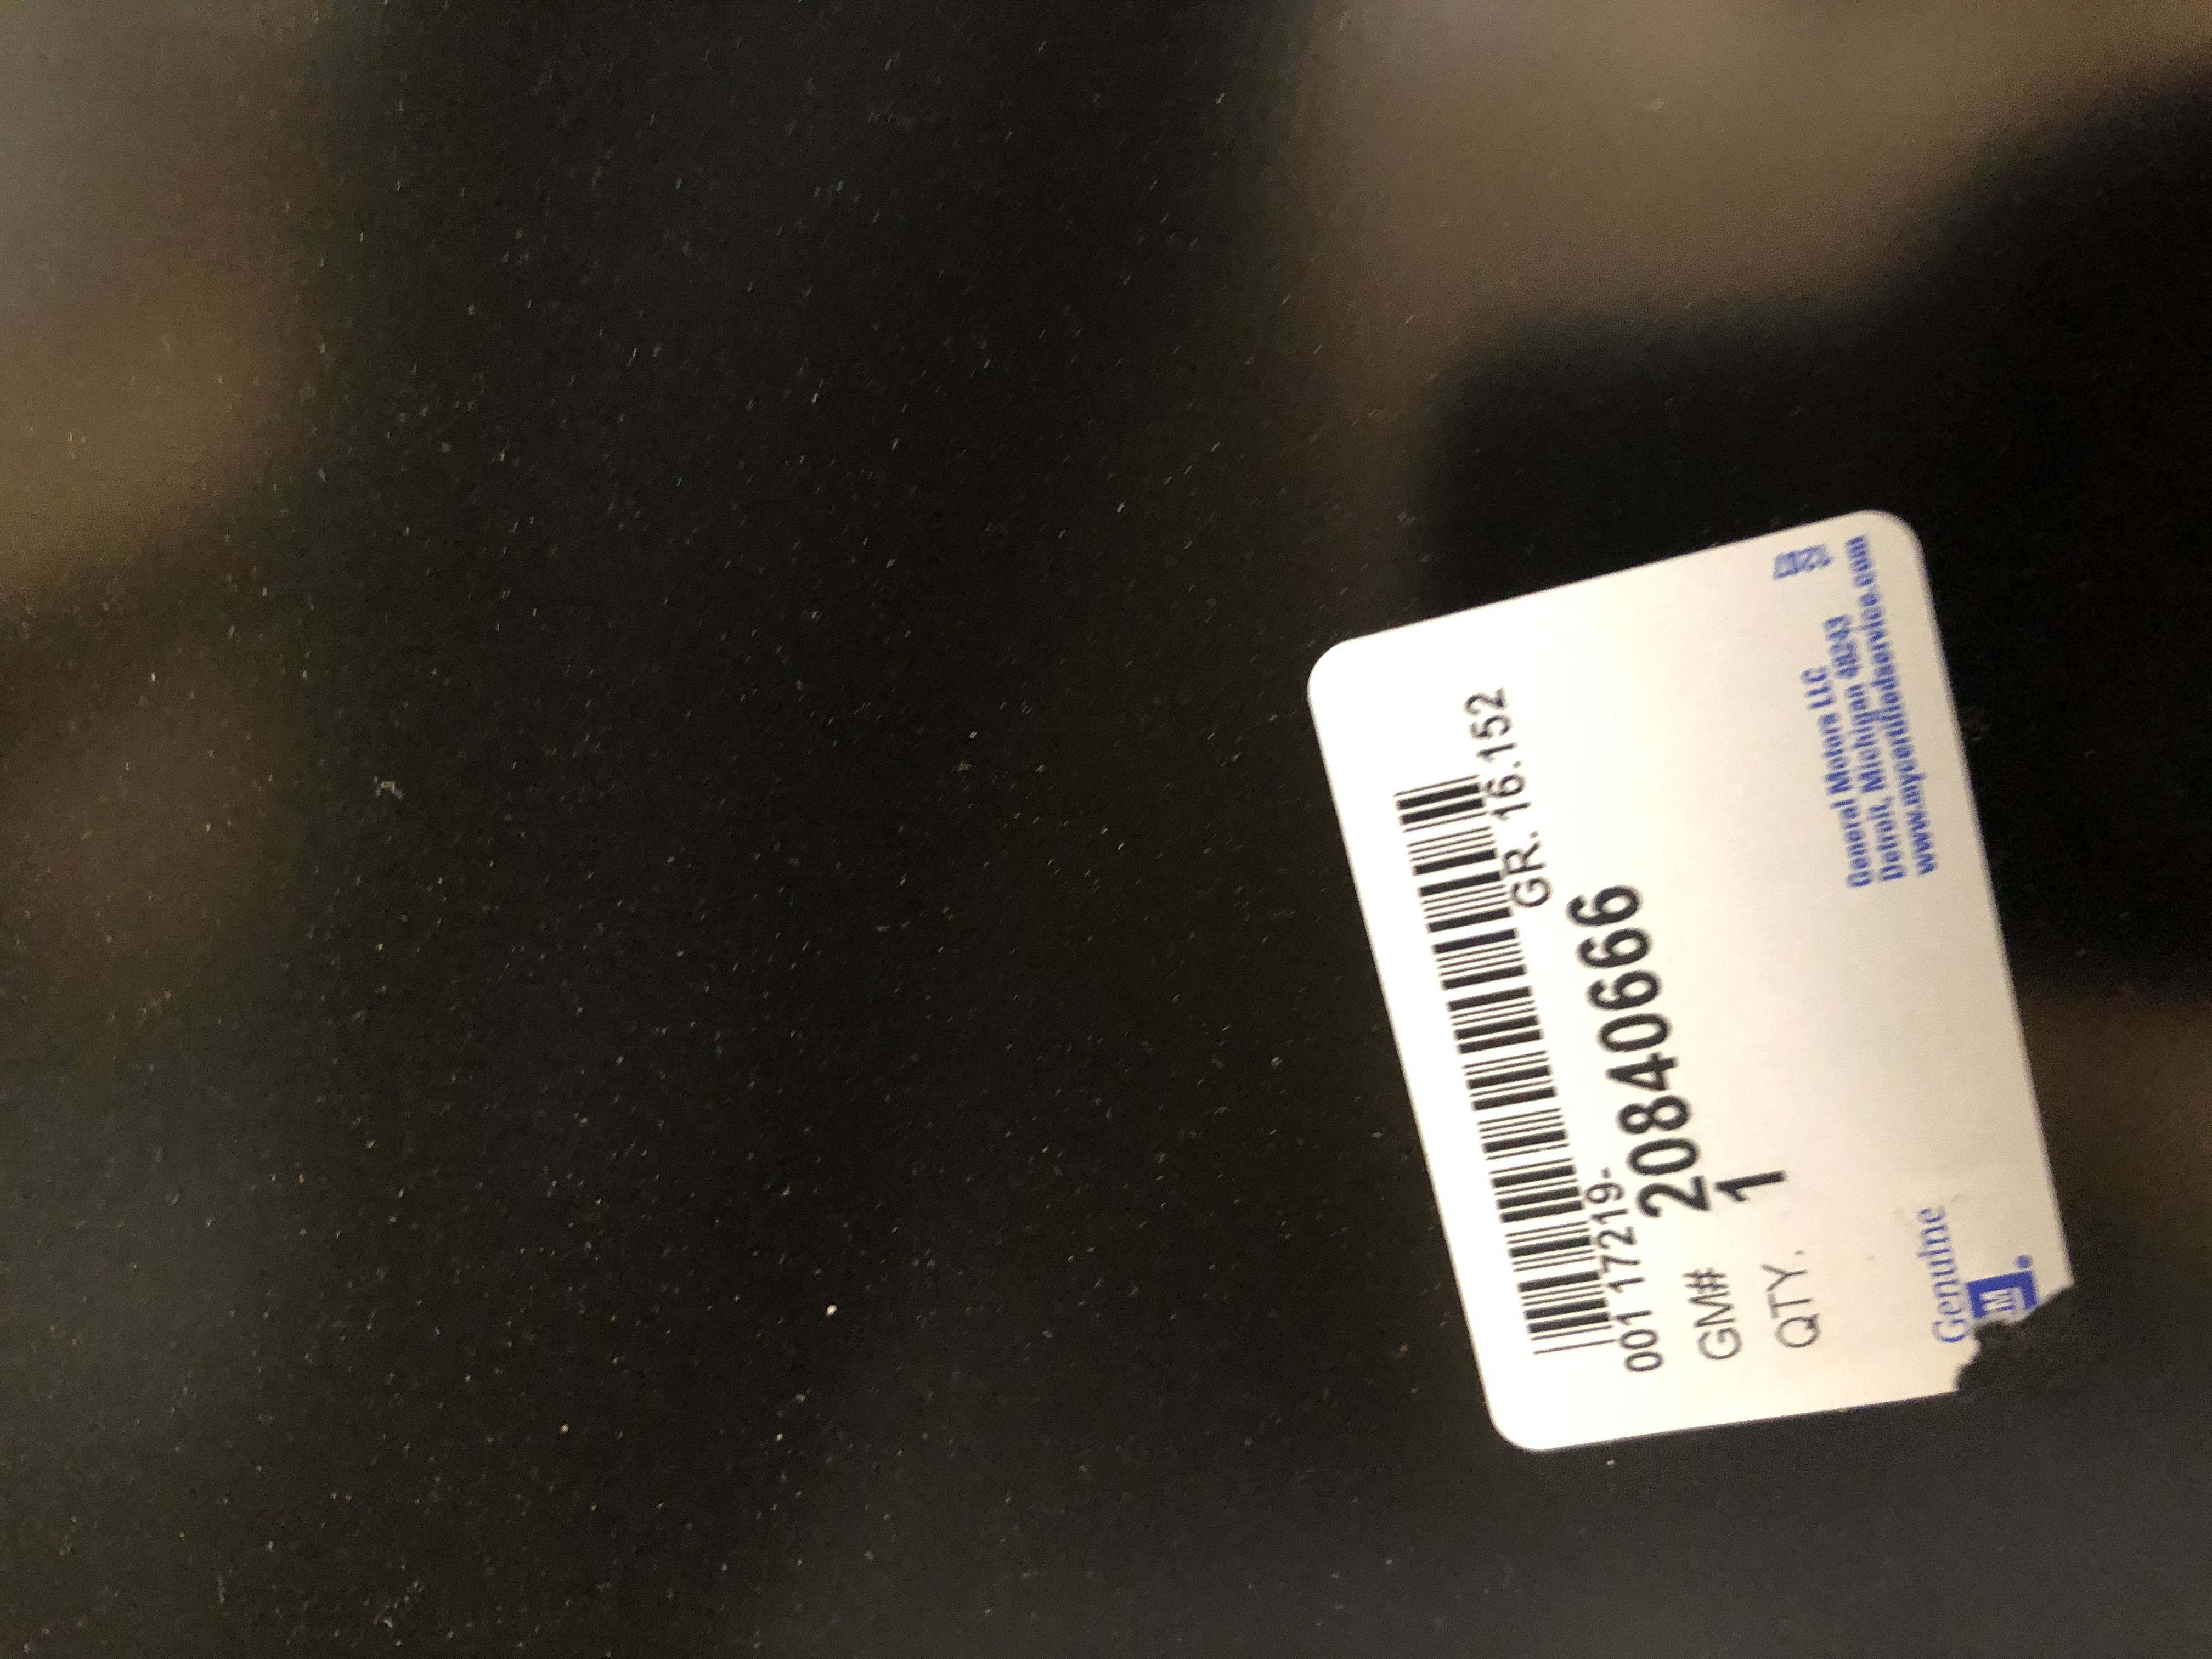 GR. 16.152
001 17219-
GM# 20840666
QTY. 1
Genuine
GM
General Motors LLC
Detroit, Michigan 48243
www.mycertifiedservice.com